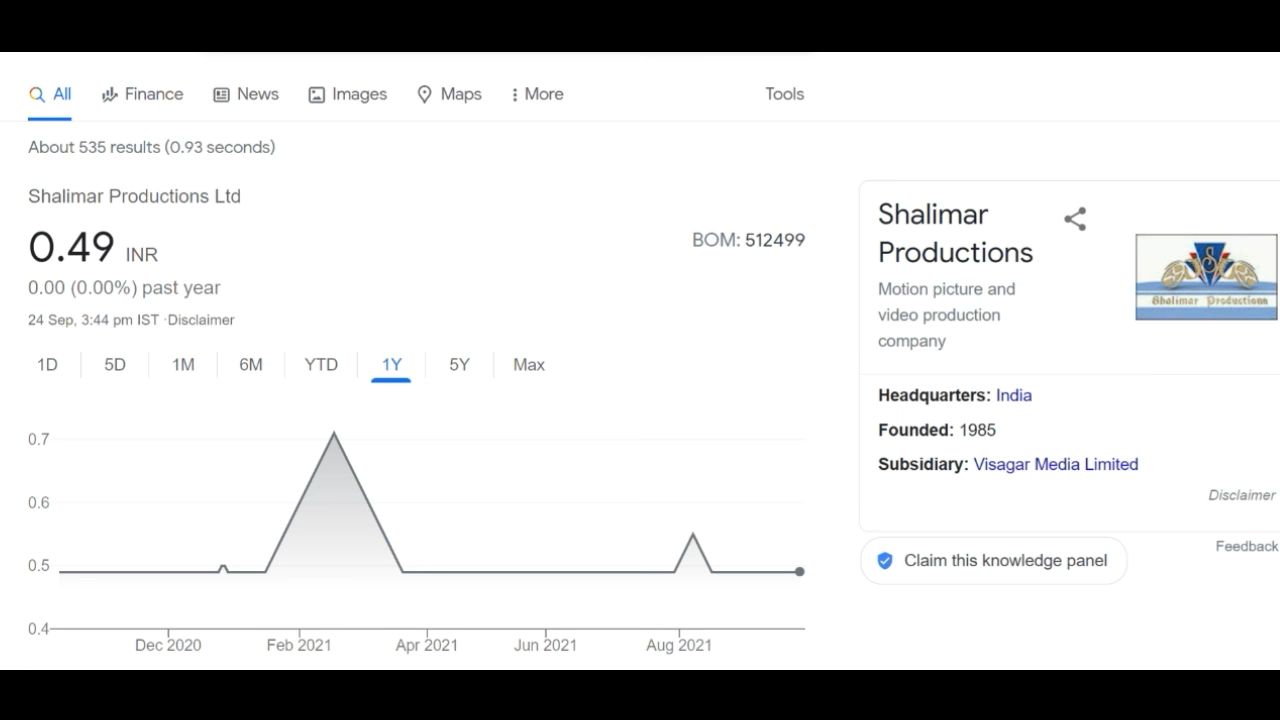 All Finance News Images Maps More Tools
About 535 results (0.93 seconds)
Shalimar Productions Ltd
0.49 INR
BOM: 512499
0.00 (0.00%) past year
24 Sep, 3:44 pm IST ·Disclaimer
1D 5D 1M 6M YTD 1Y 5Y Max
0.7
0.6
0.5
0.4
Dec 2020 Feb 2021 Apr 2021 Jun 2021 Aug 2021
Shalimar
Productions
Motion picture and
video production
company
S
Shalimar Productions
Headquarters: India
Founded: 1985
Subsidiary: Visagar Media Limited
Disclaimer
Claim this knowledge panel
Feedback